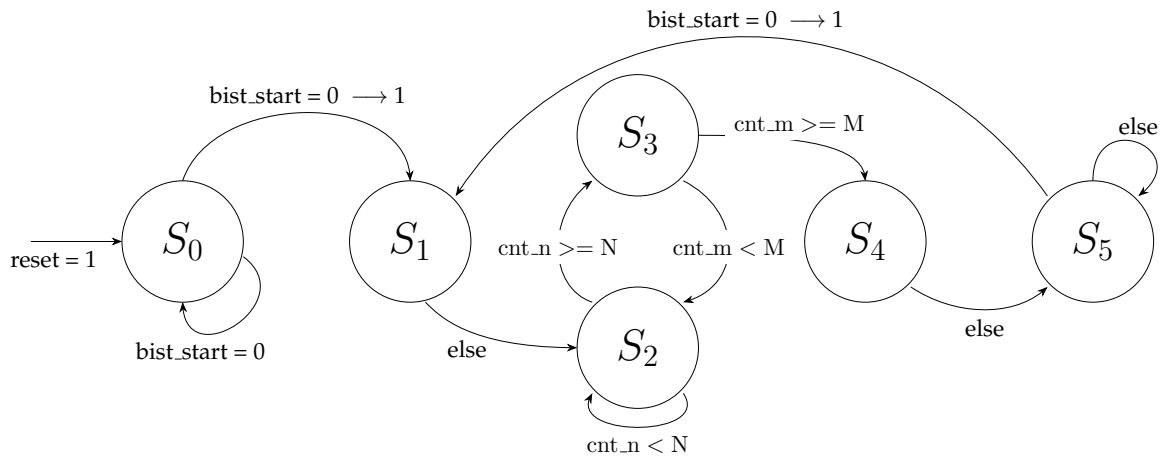 bist_start = 0 ⟶ 1
bist_start = 0 ⟶ 1
S3
cnt_m >= M
else
reset = 1
S0
S1
cnt_n >= N
cnt_m < M
S4
S5
bist_start = 0
else
S2
else
cnt_n < N